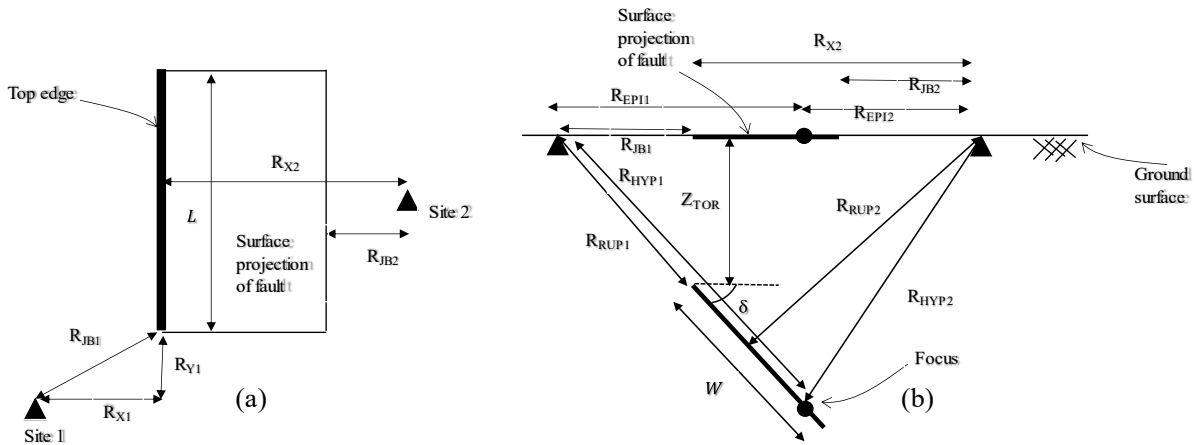 Top edge
R_X2
L
Site 2
Surface
projection
of fault
R_JB2
R_JB1
R_Y1
R_X1
Site 1
(a)
Surface
projection
of fault
R_X2
R_JB2
R_EPI1
R_EPI2
R_JB1
R_HYP1
Z_TOR
R_RUP1
R_RUP2
R_HYP2
Ground
surface
δ
W
Focus
(b)